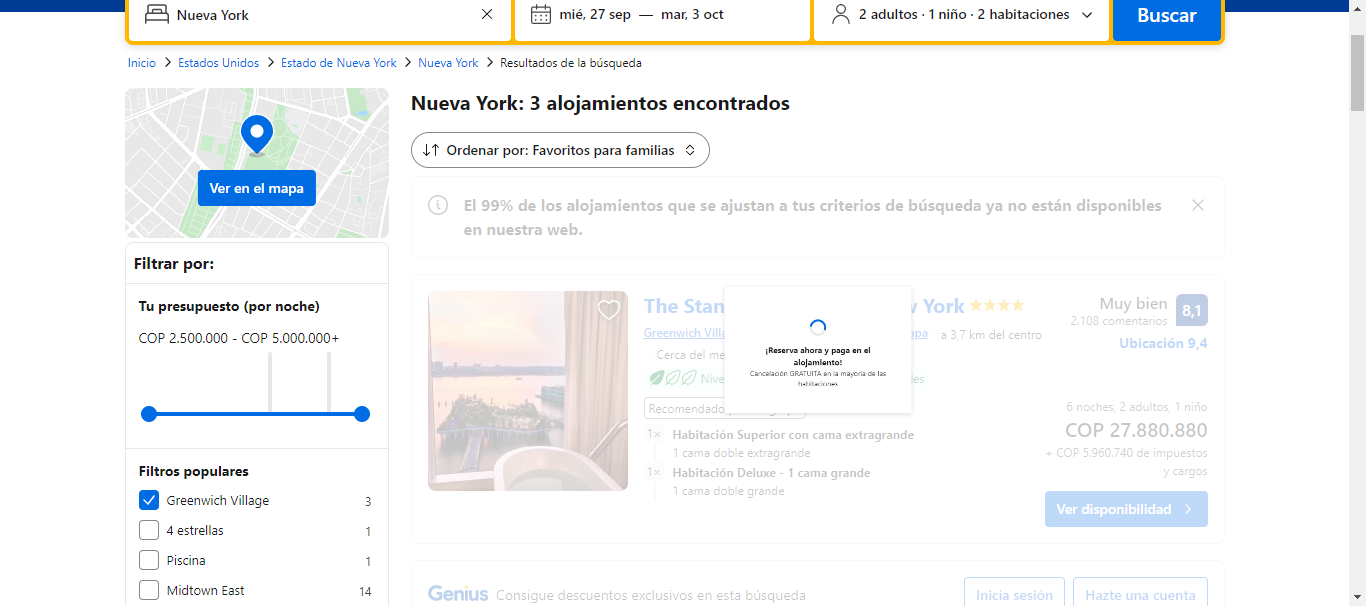 Nueva York
mié, 27 sep — mar, 3 oct
2 adultos · 1 niño · 2 habitaciones
Buscar
Inicio > Estados Unidos > Estado de Nueva York > Nueva York > Resultados de la búsqueda
Ver en el mapa
Filtrar por:
Tu presupuesto (por noche)
COP 2.500.000 - COP 5.000.000+
Filtros populares
Greenwich Village 3
4 estrellas 1
Piscina 1
Midtown East 14
Nueva York: 3 alojamientos encontrados
Ordenar por: Favoritos para familias
El 99% de los alojamientos que se ajustan a tus criterios de búsqueda ya no están disponibles
en nuestra web.
The Stan
York
Greenwich Villa
a 3,7 km del centro
Cerca del me
Nive
Recomendado
1× Habitación Superior con cama extragrande
1 cama doble extragrande
1× Habitación Deluxe - 1 cama grande
1 cama doble grande
¡Reserva ahora y paga en el
alojamiento!
Cancelación GRATUITA en la mayoría de las
habitaciones
Muy bien 8,1
2.108 comentarios
Ubicación 9,4
6 noches, 2 adultos, 1 niño
COP 27.880.880
+ COP 5.960.740 de impuestos
y cargos
Ver disponibilidad
Genius Consigue descuentos exclusivos en esta búsqueda
Inicia sesión
Hazte una cuenta